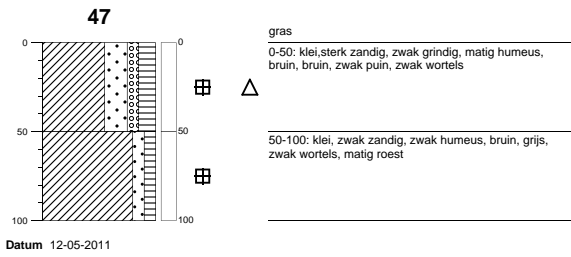 47
gras
0
0
0-50: klei,sterk zandig, zwak grindig, matig humeus,
bruin, bruin, zwak puin, zwak wortels
50
50
50-100: klei, zwak zandig, zwak humeus, bruin, grijs,
zwak wortels, matig roest
100
100
Datum 12-05-2011